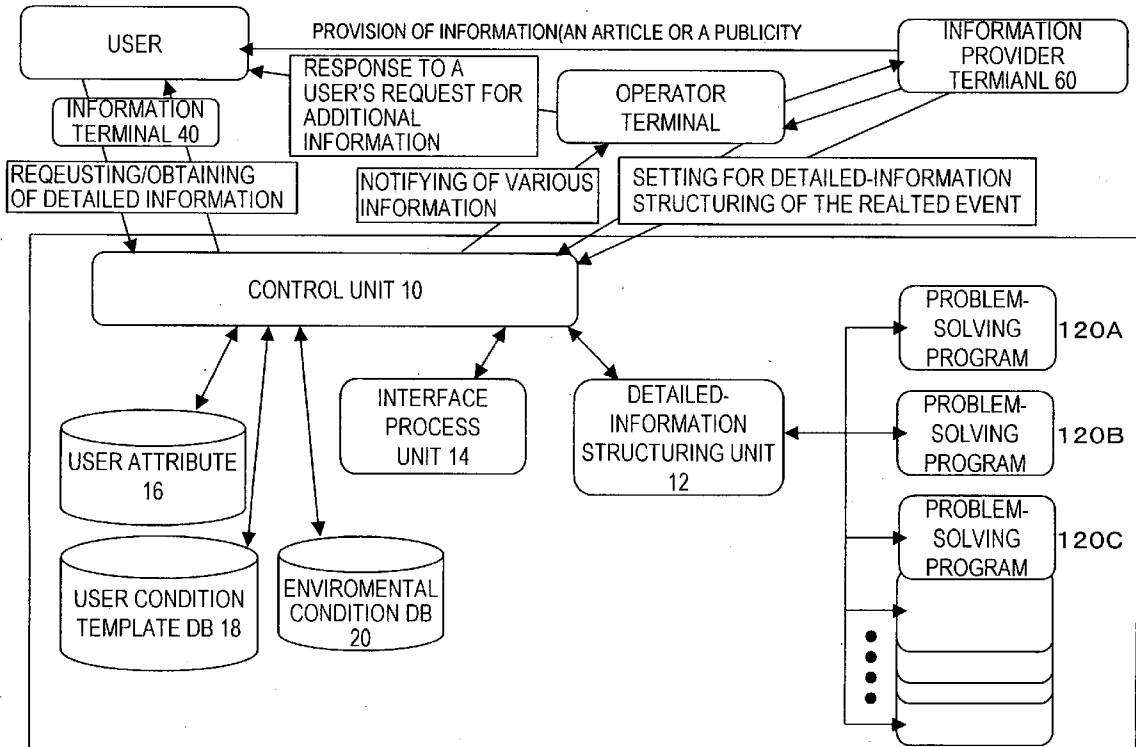 PROVISION OF INFORMATION(AN ARTICLE OR A PUBLICITY
USER
INFORMATION
PROVIDER
TERMIANL 60
RESPONSE TO A
USER'S REQUEST FOR
ADDITIONAL
INFORMATION
OPERATOR
TERMINAL
INFORMATION
TERMINAL 40
REQEUSTING/OBTAINING
OF DETAILED INFORMATION
NOTIFYING OF VARIOUS
INFORMATION
SETTING FOR DETAILED-INFORMATION
STRUCTURING OF THE REALTED EVENT
CONTROL UNIT 10
PROBLEM-
SOLVING
PROGRAM
120A
INTERFACE
PROCESS
UNIT 14
DETAILED-
INFORMATION
STRUCTURING UNIT
12
PROBLEM-
SOLVING
PROGRAM
120B
USER ATTRIBUTE
16
PROBLEM-
SOLVING
PROGRAM
120C
USER CONDITION
TEMPLATE DB 18
ENVIROMENTAL
CONDITION DB
20